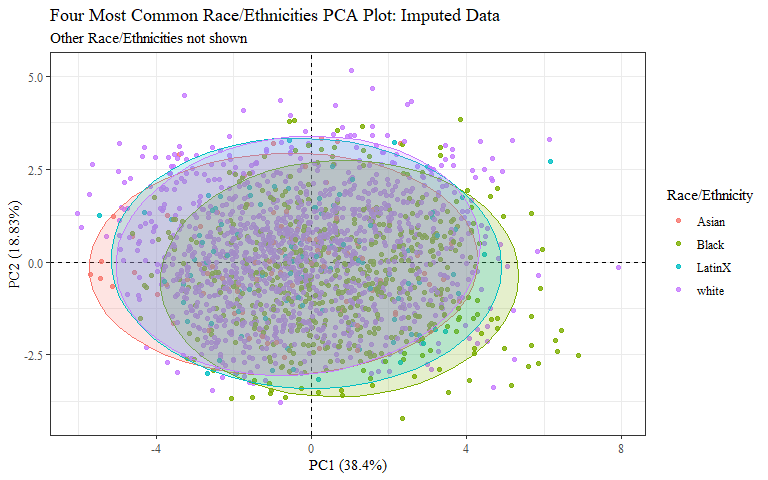 Four Most Common Race/Ethnicities PCA Plot: Imputed Data
Other Race/Ethnicities not shown
5.0
2.5
0.0
-2.5
PC2 (18.83%)
-4
0
4
8
PC1 (38.4%)
Race/Ethnicity
Asian
Black
LatinX
white